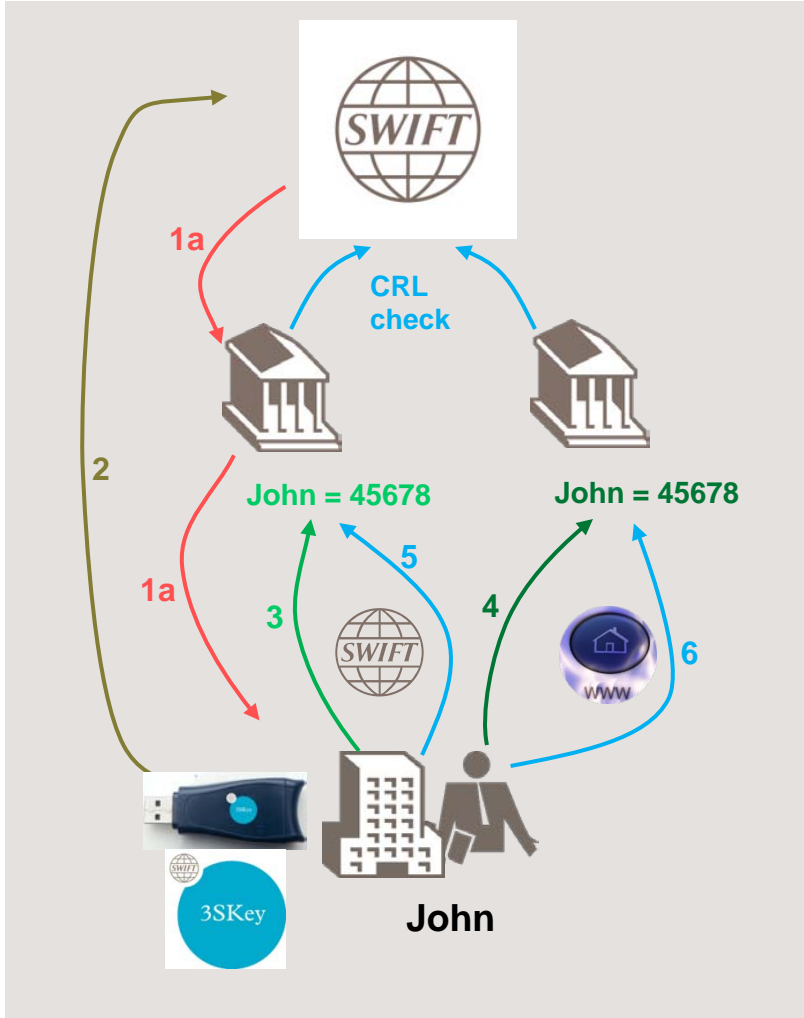 SWIFT
1a
CRL
check
2
John = 45678
John = 45678
1a
3
5
SWIFT
4
6
www
3SKey
SWIFT
3SKey
John